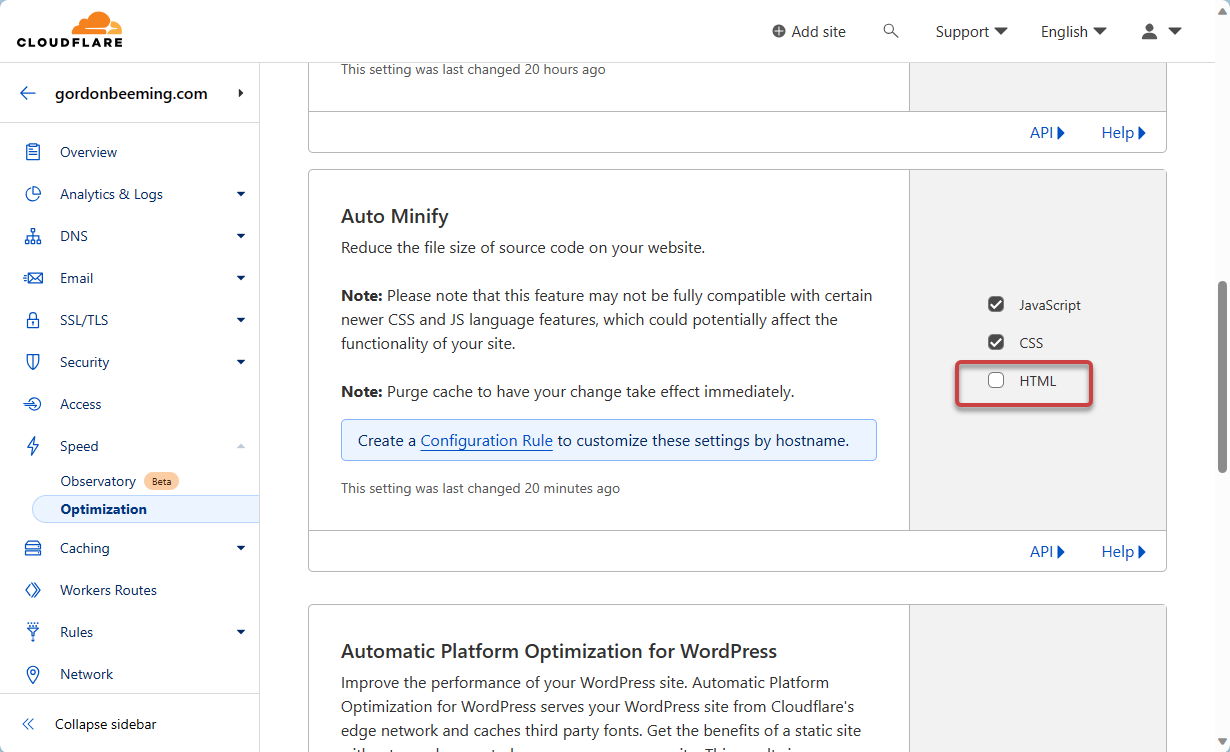 CLOUDFLARE
Add site
Support
English
gordonbeeming.com
Overview
Analytics & Logs
DNS
Email
SSL/TLS
Security
Access
Speed
Observatory Beta
Optimization
Caching
Workers Routes
Rules
Network
Collapse sidebar
This setting was last changed 20 hours ago
API Help
Auto Minify
Reduce the file size of source code on your website.
Note: Please note that this feature may not be fully compatible with certain
newer CSS and JS language features, which could potentially affect the
functionality of your site.
Note: Purge cache to have your change take effect immediately.
Create a Configuration Rule to customize these settings by hostname.
This setting was last changed 20 minutes ago
JavaScript
CSS
HTML
API Help
Automatic Platform Optimization for WordPress
Improve the performance of your WordPress site. Automatic Platform
Optimization for WordPress serves your WordPress site from Cloudflare's
edge network and caches third party fonts. Get the benefits of a static site